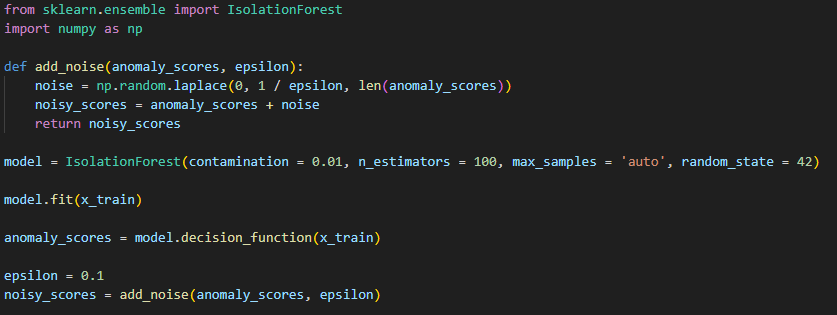 from sklearn.ensemble import IsolationForest
import numpy as np
def add_noise(anomaly_scores, epsilon):
    noise = np.random.laplace(0, 1 / epsilon, len(anomaly_scores))
    noisy_scores = anomaly_scores + noise
    return noisy_scores
model = IsolationForest(contamination = 0.01, n_estimators = 100, max_samples = 'auto', random_state = 42)
model.fit(x_train)
anomaly_scores = model.decision_function(x_train)
epsilon = 0.1
noisy_scores = add_noise(anomaly_scores, epsilon)